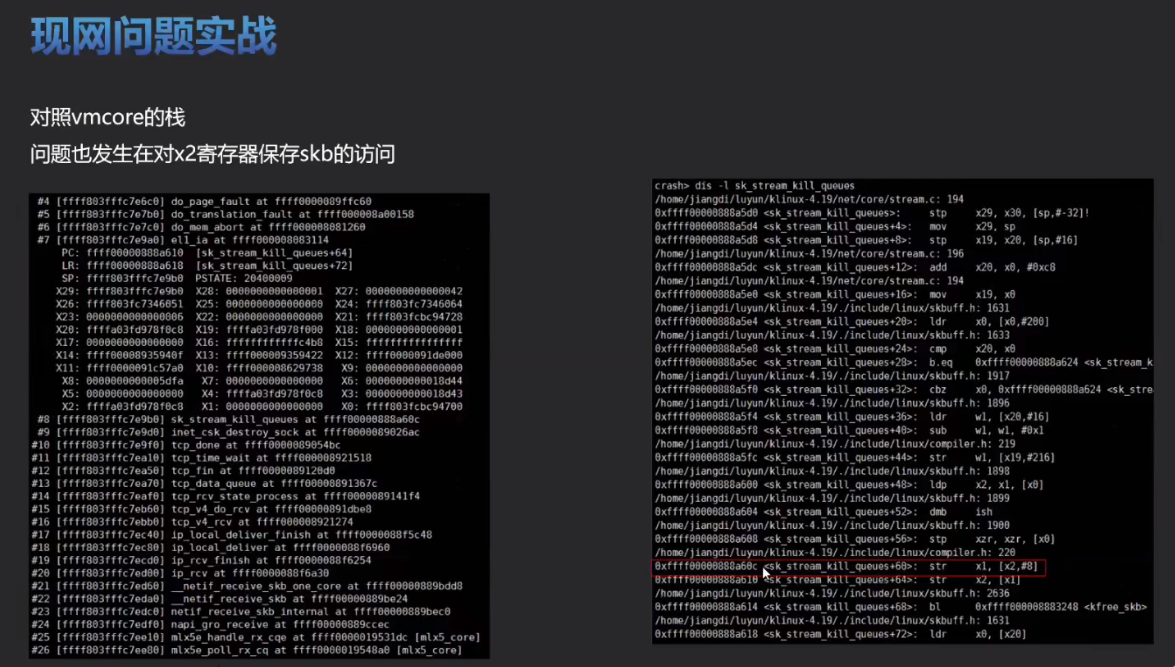 现网问题实战
对照vmcore的栈
问题也发生在对x2寄存器保存skb的访问
#4 [ffff803fffc7e6c0] do_page_fault at ffff0000089ffc60
#5 [ffff803fffc7e7b0] do_translation_fault at ffff000008a00158
#6 [ffff803fffc7e7c0] do_mem_abort at ffff000008081260
#7 [ffff803fffc7e9a0] el1_ia at ffff000008083114
PC: ffff00000888a610 [sk_stream_kill_queues+64]
LR: ffff00000888a618 [sk_stream_kill_queues+72]
SP: ffff803fffc7e9b0 PSTATE: 20400009
X29: ffff803fffc7e9b0 X28: 0000000000000001 X27: 0000000000000042
X26: ffff803fc7346051 X25: 0000000000000000 X24: ffff803fc7346064
X23: 0000000000000006 X22: 0000000000000000 X21: ffff803fcbc94728
X20: ffffa03fd978f0c8 X19: ffffa03fd978f000 X18: 0000000000000001
X17: 0000000000000000 X16: ffffffffffffc4b8 X15: ffffffffffffffff
X14: ffff00008935940f X13: ffff000009359422 X12: ffff0000091de000
X11: ffff0000091c57a0 X10: ffff000008629738 X9: 0000000000000000
X8: 0000000000005dfa X7: 0000000000000000 X6: 000000000018d44
X5: 0000000000000000 X4: ffffa03fd978f0c8 X3: 000000000018d43
X2: ffffa03fd978f0c8 X1: 0000000000000000 X0: ffff803fcbc94700
#8 [ffff803fffc7e9b0] sk_stream_kill_queues at ffff00000888a60c
#9 [ffff803fffc7e9d0] inet_csk_destroy_sock at ffff0000089026ac
#10 [ffff803fffc7e9f0] tcp_done at ffff0000089054bc
#11 [ffff803fffc7ea10] tcp_time_wait at ffff000008921518
#12 [ffff803fffc7ea50] tcp_fin at ffff0000089120d0
#13 [ffff803fffc7ea70] tcp_data_queue at ffff00000891367c
#14 [ffff803fffc7eaf0] tcp_rcv_state_process at ffff0000089141f4
#15 [ffff803fffc7eb60] tcp_v4_do_rcv at ffff00000891dbe8
#16 [ffff803fffc7ebb0] tcp_v4_rcv at ffff000008921274
#17 [ffff803fffc7ec40] ip_local_deliver_finish at ffff0000088f5c48
#18 [ffff803fffc7ec80] ip_local_deliver at ffff0000088f6960
#19 [ffff803fffc7ecd0] ip_rcv_finish at ffff0000088f6254
#20 [ffff803fffc7ed00] ip_rcv at ffff0000088f6a30
#21 [ffff803fffc7ed60] __netif_receive_skb_one_core at ffff00000889bdd8
#22 [ffff803fffc7eda0] __netif_receive_skb at ffff00000889be24
#23 [ffff803fffc7edc0] netif_receive_skb_internal at ffff00000889bec0
#24 [ffff803fffc7edf0] napi_gro_receive at ffff00000889ccec
#25 [ffff803fffc7ee10] mlx5e_handle_rx_cqe at ffff0000019531dc [mlx5_core]
#26 [ffff803fffc7ee80] mlx5e_poll_rx_cq at ffff0000019548a0 [mlx5_core]
crash> dis -l sk_stream_kill_queues
/home/jiangdi/luyun/klinux-4.19/net/core/stream.c: 194
0xffff00000888a5d0 <sk_stream_kill_queues>: stp x29, x30, [sp,#-32]!
0xffff00000888a5d4 <sk_stream_kill_queues+4>: mov x29, sp
0xffff00000888a5d8 <sk_stream_kill_queues+8>: stp x19, x20, [sp,#16]
/home/jiangdi/luyun/klinux-4.19/net/core/stream.c: 196
0xffff00000888a5dc <sk_stream_kill_queues+12>: add x20, x0, #0xc8
/home/jiangdi/luyun/klinux-4.19/net/core/stream.c: 194
0xffff00000888a5e0 <sk_stream_kill_queues+16>: mov x19, x0
/home/jiangdi/luyun/klinux-4.19/./include/linux/skbuff.h: 1631
0xffff00000888a5e4 <sk_stream_kill_queues+20>: ldr x0, [x0,#200]
/home/jiangdi/luyun/klinux-4.19/./include/linux/skbuff.h: 1633
0xffff00000888a5e8 <sk_stream_kill_queues+24>: cmp x20, x0
0xffff00000888a5ec <sk_stream_kill_queues+28>: b.eq 0xffff00000888a624 <sk_stream_k
/home/jiangdi/luyun/klinux-4.19/./include/linux/skbuff.h: 1917
0xffff00000888a5f0 <sk_stream_kill_queues+32>: cbz x0, 0xffff00000888a624 <sk_stre
/home/jiangdi/luyun/klinux-4.19/./include/linux/skbuff.h: 1896
0xffff00000888a5f4 <sk_stream_kill_queues+36>: ldr w1, [x20,#16]
0xffff00000888a5f8 <sk_stream_kill_queues+40>: sub w1, w1, #0x1
/home/jiangdi/luyun/klinux-4.19/./include/linux/compiler.h: 219
0xffff00000888a5fc <sk_stream_kill_queues+44>: str w1, [x19,#216]
/home/jiangdi/luyun/klinux-4.19/./include/linux/skbuff.h: 1898
0xffff00000888a600 <sk_stream_kill_queues+48>: ldp x2, x1, [x0]
/home/jiangdi/luyun/klinux-4.19/./include/linux/skbuff.h: 1899
0xffff00000888a604 <sk_stream_kill_queues+52>: dmb ish
/home/jiangdi/luyun/klinux-4.19/./include/linux/skbuff.h: 1900
0xffff00000888a608 <sk_stream_kill_queues+56>: stp xzr, xzr, [x0]
/home/jiangdi/luyun/klinux-4.19/./include/linux/compiler.h: 220
0xffff00000888a60c <sk_stream_kill_queues+60>: str x1, [x2,#8]
0xffff00000888a610 <sk_stream_kill_queues+64>: str x2, [x1]
/home/jiangdi/luyun/klinux-4.19/./include/linux/skbuff.h: 2636
0xffff00000888a614 <sk_stream_kill_queues+68>: bl 0xffff000008883248 <kfree_skb>
/home/jiangdi/luyun/klinux-4.19/./include/linux/skbuff.h: 1631
0xffff00000888a618 <sk_stream_kill_queues+72>: ldr x0, [x20]